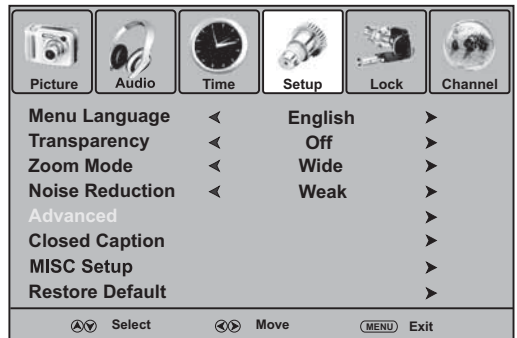 Picture Audio Time Setup Lock Channel
Menu Language English
Transparency Off
Zoom Mode Wide
Noise Reduction Weak
Advanced
Closed Caption
MISC Setup
Restore Default
Select Move MENU Exit